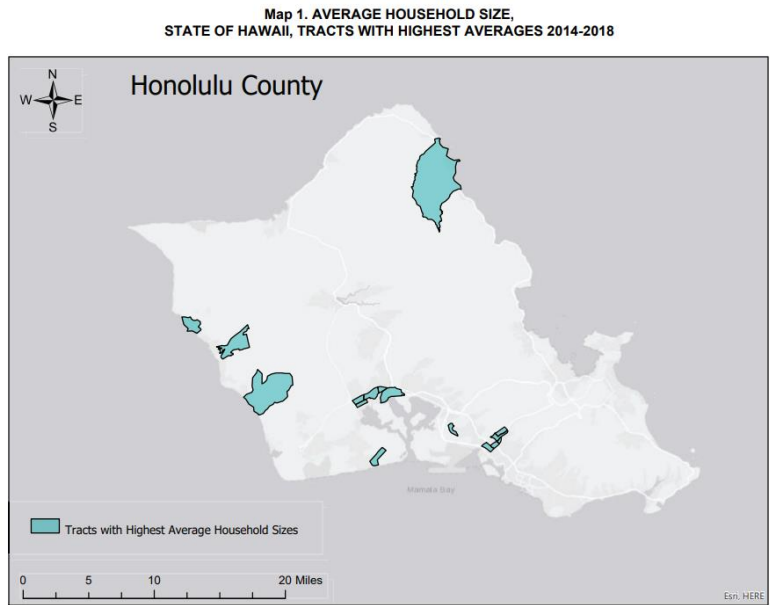 Map 1. AVERAGE HOUSEHOLD SIZE,
STATE OF HAWAII, TRACTS WITH HIGHEST AVERAGES 2014-2018
N
W E
S
Honolulu County
Mamala Bay
Tracts with Highest Average Household Sizes
0 5 10 20 Miles
Esri, HERE